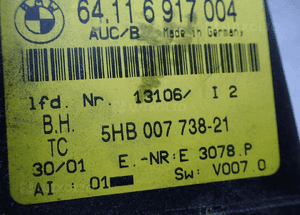 64.11 6 917 004
AUC/B Made in Germany
lfd. Nr. 13106/ I 2
B.H. 5HB 007 738-21
TC
30/01 E.-NR:E 3078.P
AI: 01 Sw: V007.0